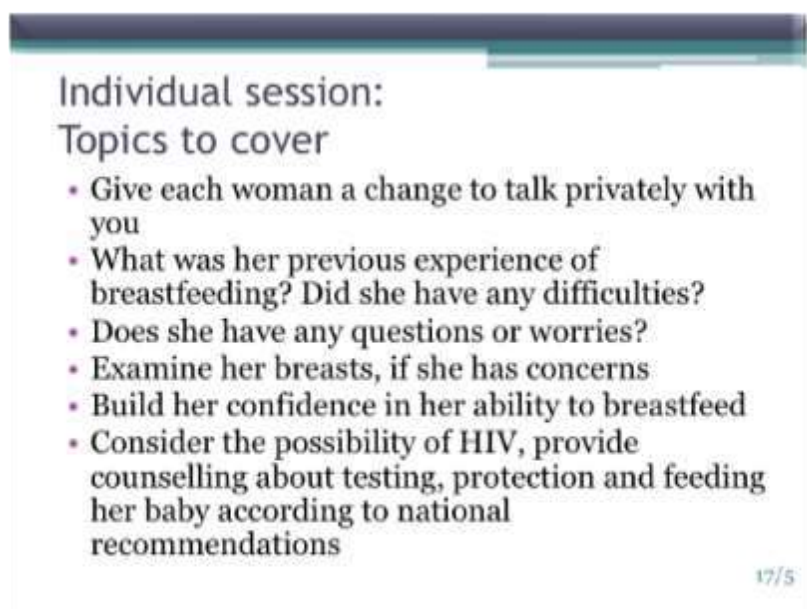 Individual session:
Topics to cover
• Give each woman a change to talk privately with
you
• What was her previous experience of
breastfeeding? Did she have any difficulties?
• Does she have any questions or worries?
• Examine her breasts, if she has concerns
• Build her confidence in her ability to breastfeed
• Consider the possibility of HIV, provide
counselling about testing, protection and feeding
her baby according to national
recommendations
17/5